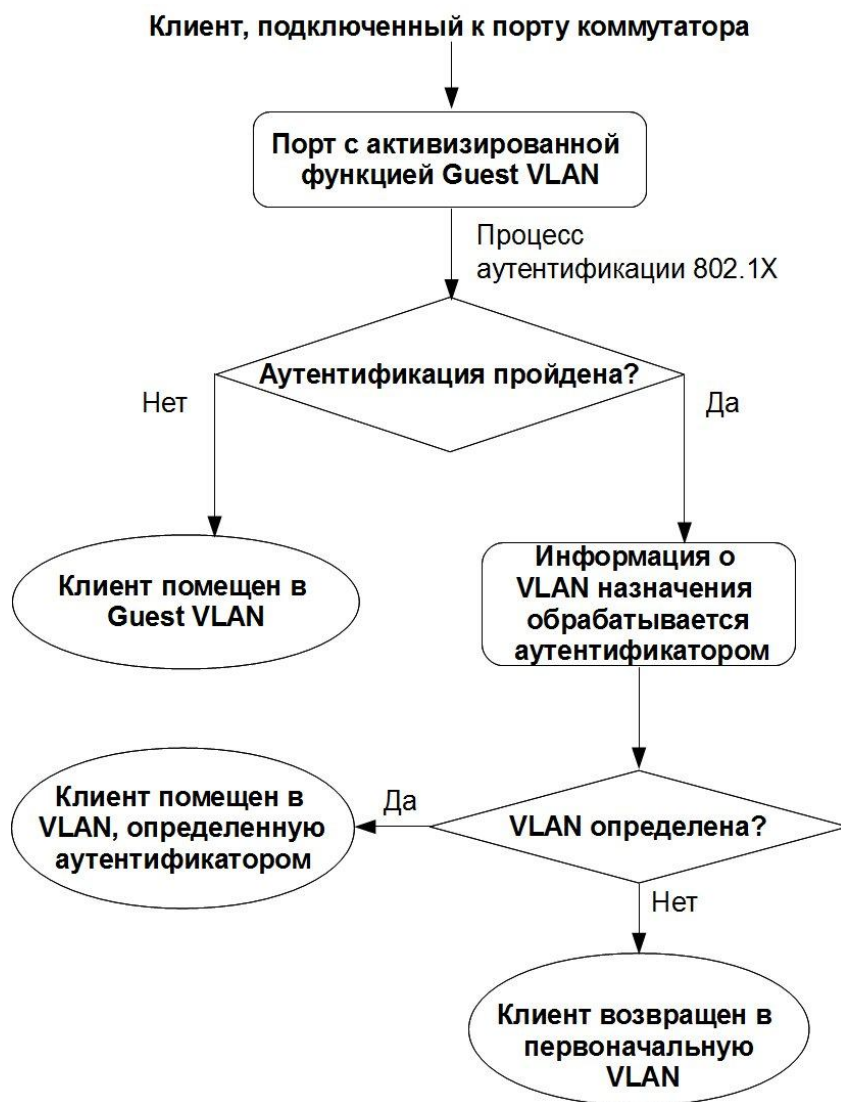 Клиент, подключенный к порту коммутатора
Порт с активизированной
функцией Guest VLAN
Процесс
аутентификации 802.1X
Аутентификация пройдена?
Нет
Да
Клиент помещен в
Guest VLAN
Информация о
VLAN назначения
обрабатывается
аутентификатором
Клиент помещен в
VLAN, определенную
аутентификатором
Да
VLAN определена?
Нет
Клиент возвращен в
первоначальную
VLAN